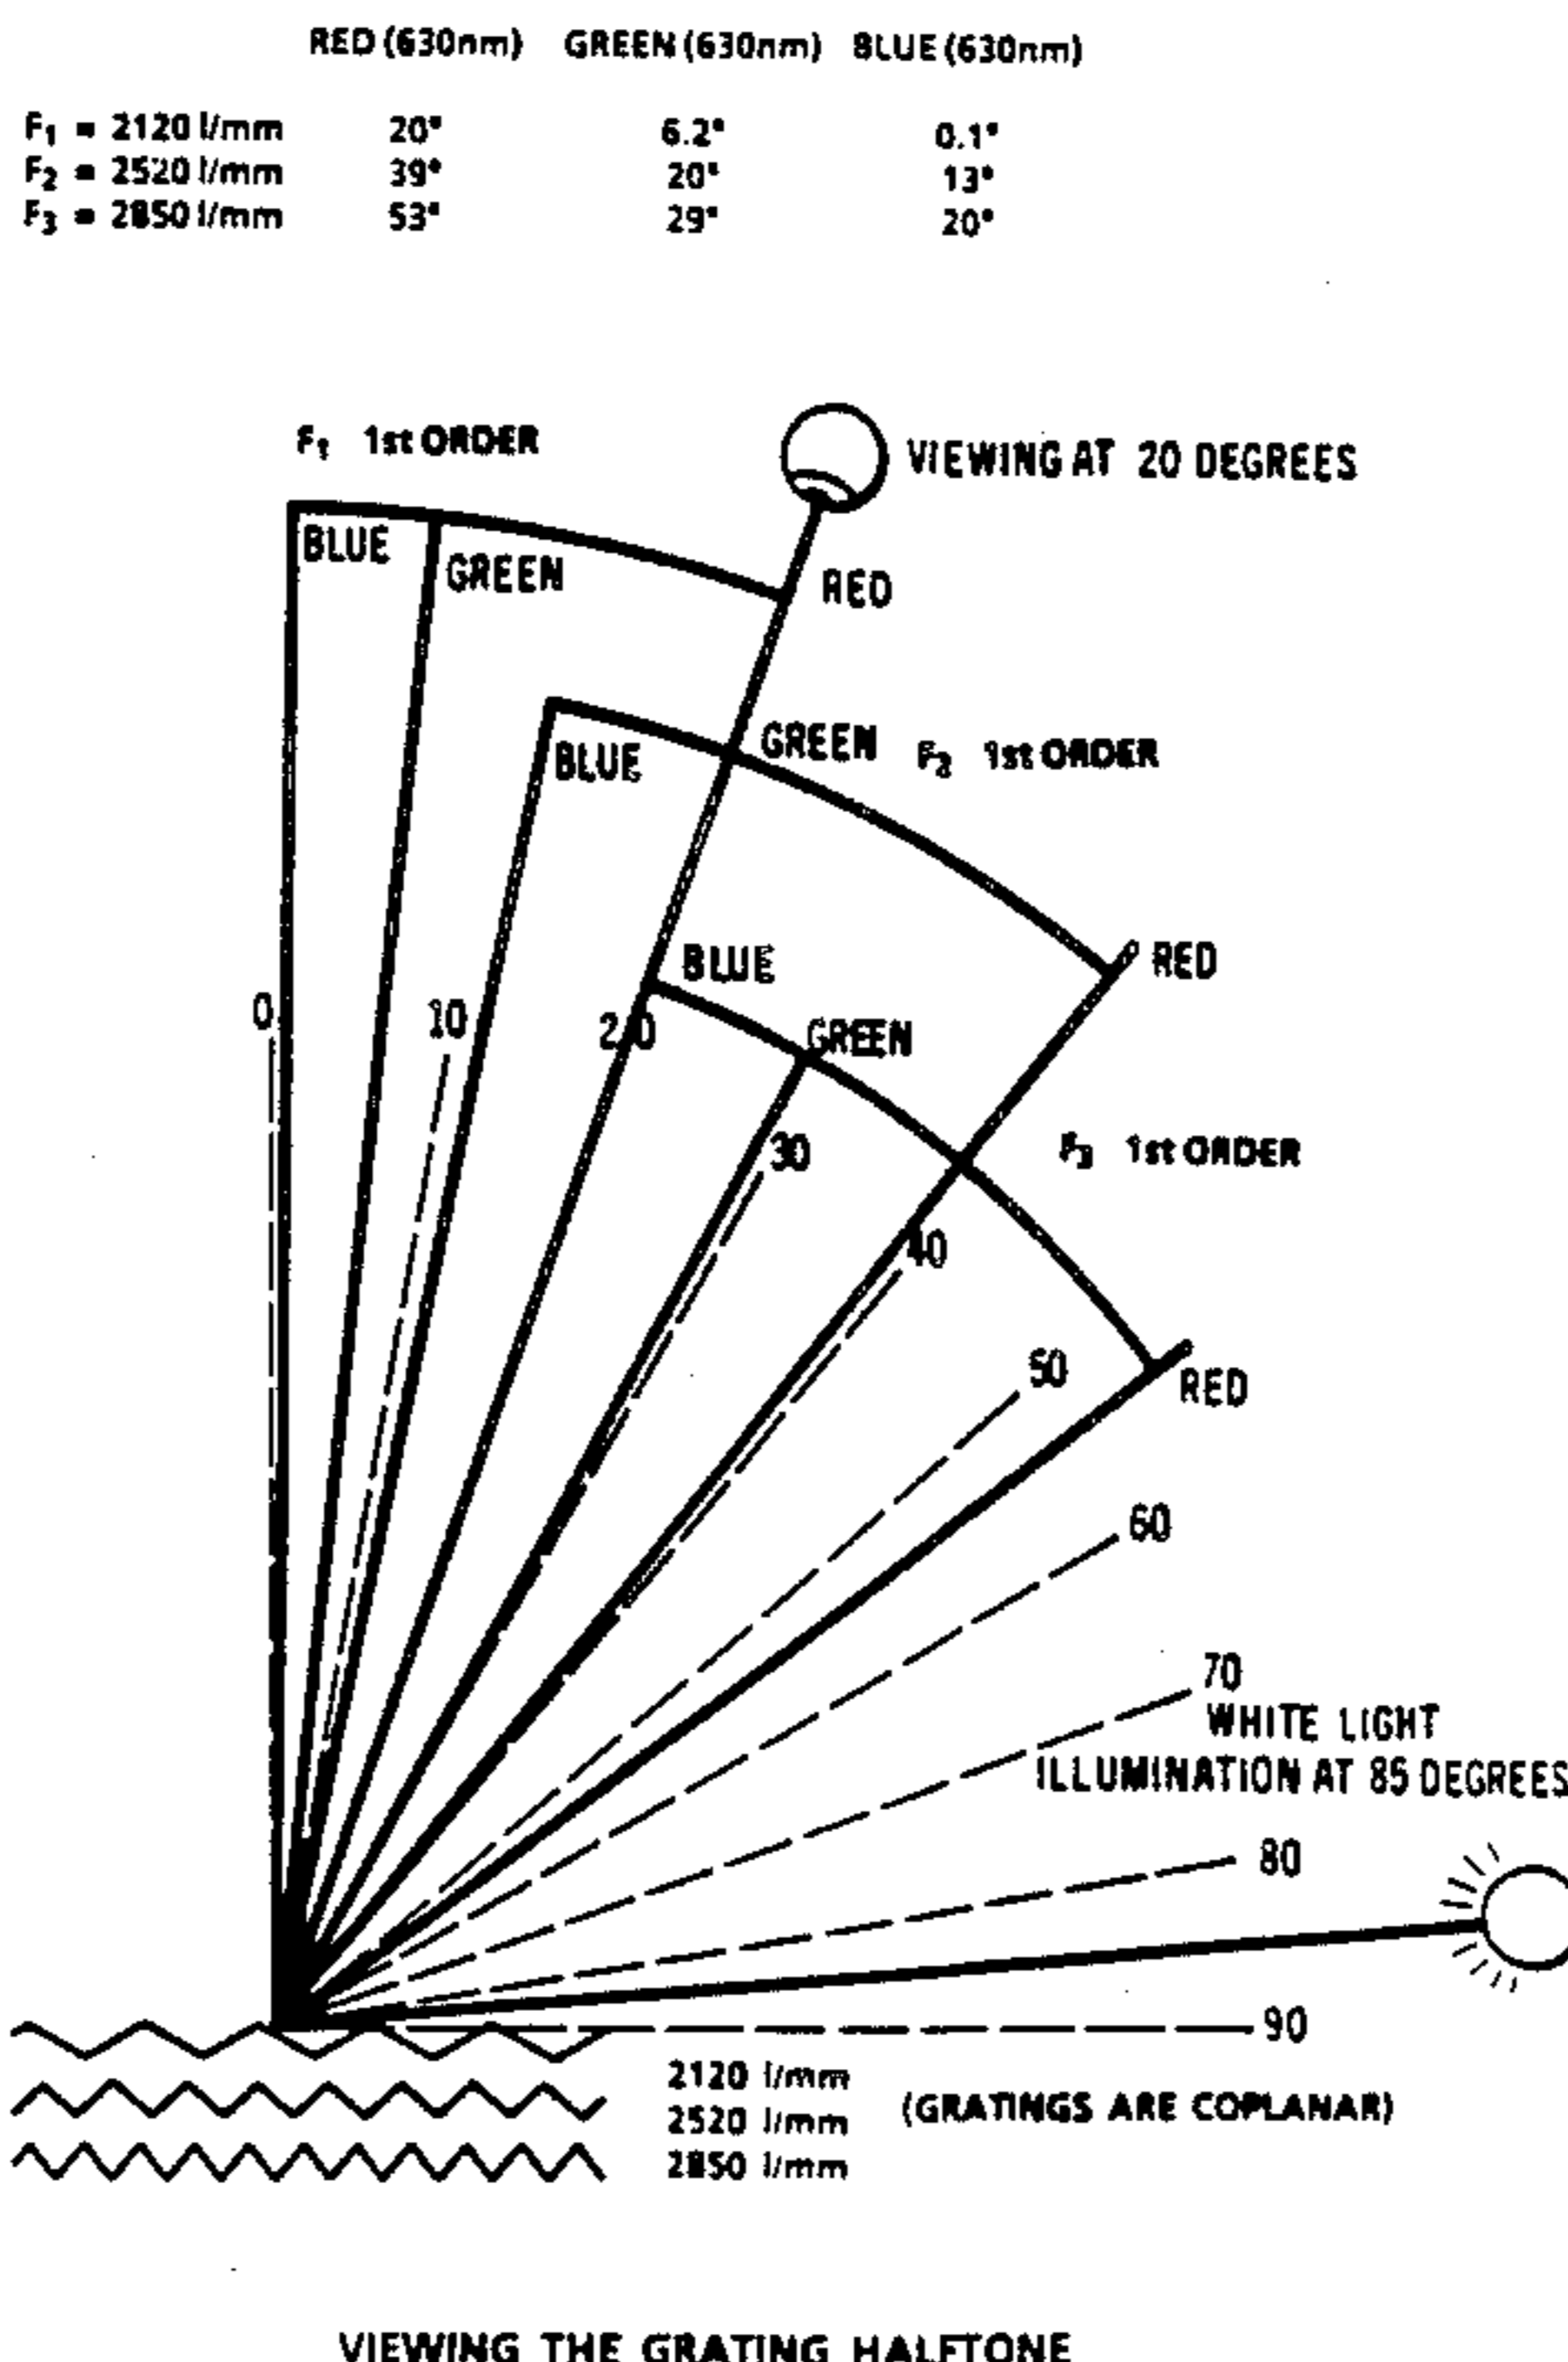 RED (630nm) GREEN (630nm) BLUE (630nm)
F1 = 2120 l/mm 20° 6.2° 0.1°
F2 = 2520 l/mm 39° 20° 13°
F3 = 2850 l/mm 53° 29° 20°
F1 1st ORDER
VIEWING AT 20 DEGREES
BLUE
GREEN
RED
BLUE
GREEN
F2 1st ORDER
RED
BLUE
0
10
20
GREEN
30
F3 1st ORDER
40
50
RED
60
70
WHITE LIGHT
ILLUMINATION AT 85 DEGREES
80
90
2120 l/mm
2520 l/mm
2850 l/mm
(GRATINGS ARE COPLANAR)
VIEWING THE GRATING HALFTONE